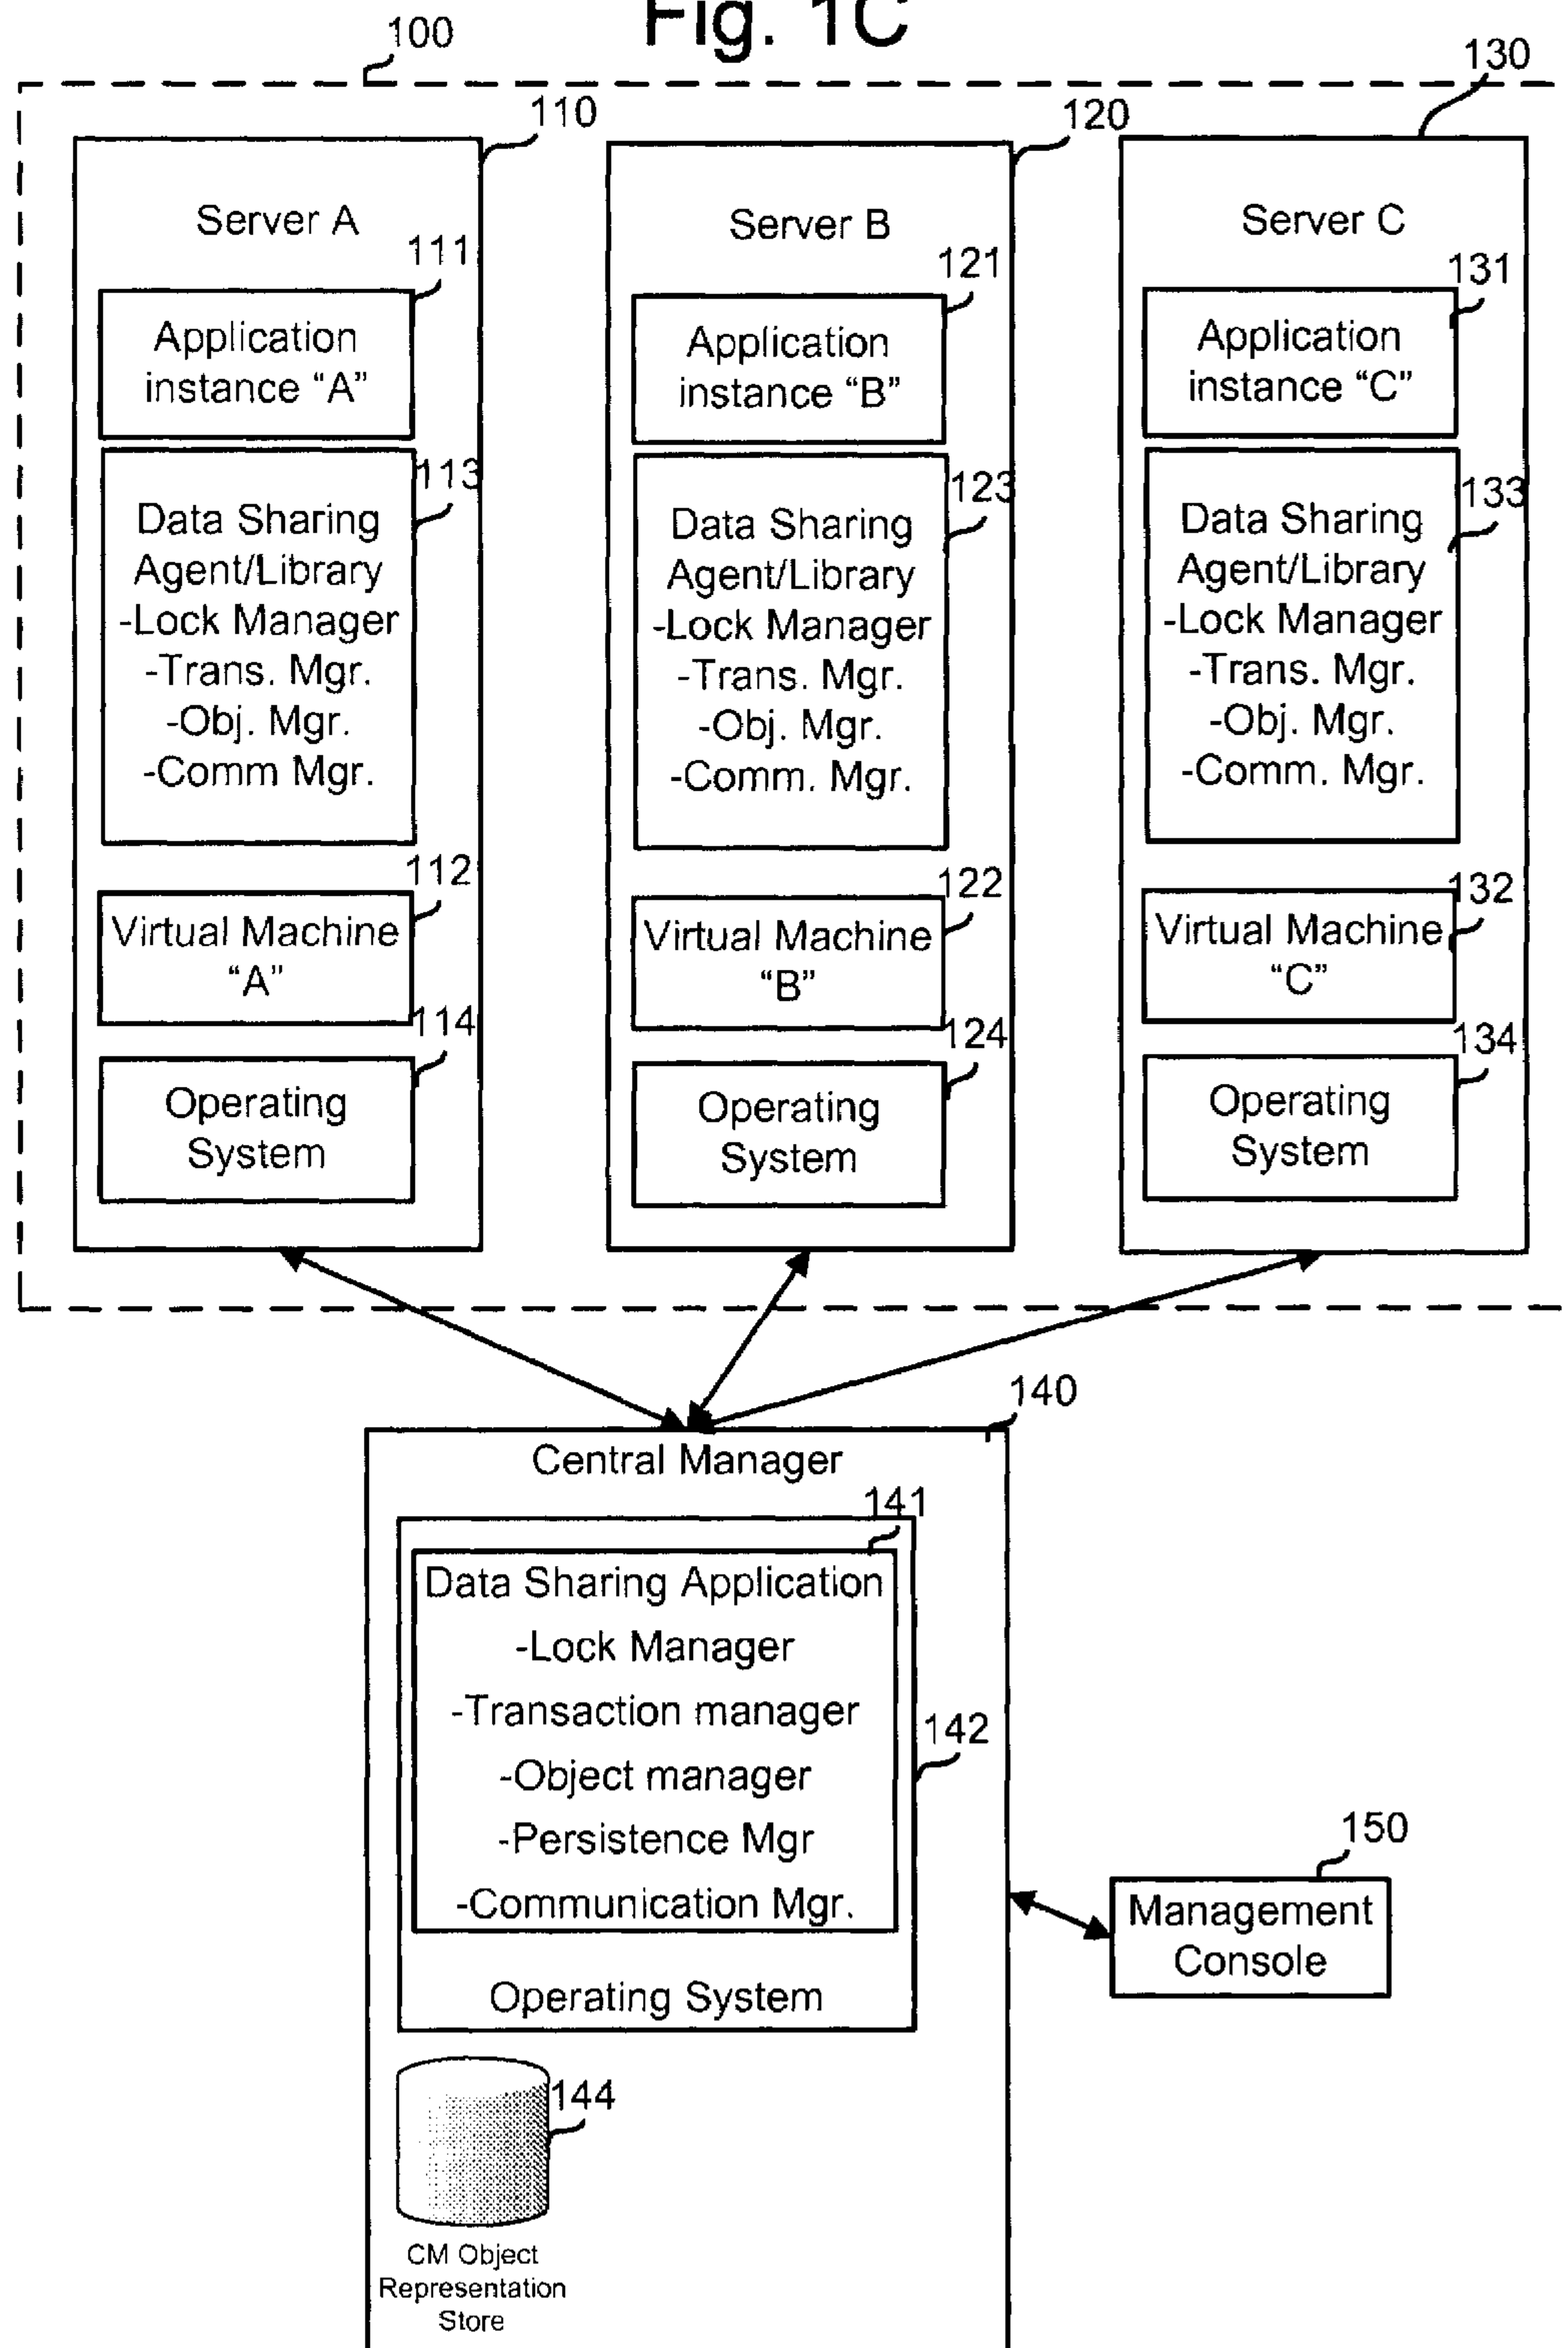 Fig. 1C
100
130
110
120
Server A
111
Application
instance “A”
113
Data Sharing
Agent/Library
-Lock Manager
-Trans. Mgr.
-Obj. Mgr.
-Comm Mgr.
112
Virtual Machine
“A”
114
Operating
System
Server B
121
Application
instance “B”
123
Data Sharing
Agent/Library
-Lock Manager
-Trans. Mgr.
-Obj. Mgr.
-Comm. Mgr.
122
Virtual Machine
“B”
124
Operating
System
Server C
131
Application
instance “C”
133
Data Sharing
Agent/Library
-Lock Manager
-Trans. Mgr.
-Obj. Mgr.
-Comm. Mgr.
132
Virtual Machine
“C”
134
Operating
System
140
Central Manager
141
Data Sharing Application
-Lock Manager
-Transaction manager
-Object manager
-Persistence Mgr
-Communication Mgr.
142
Operating System
150
Management
Console
144
CM Object
Representation
Store